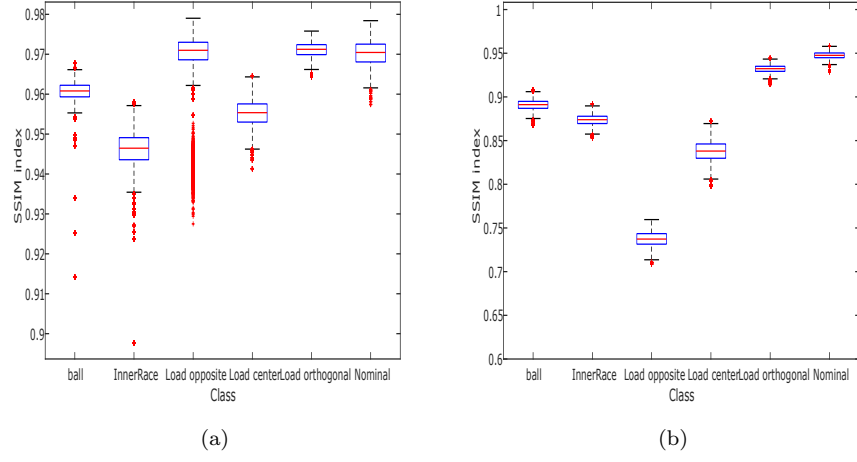 0.98
0.97
0.96
0.95
0.94
0.93
0.92
0.91
0.9
SSIM index
ball InnerRace Load opposite Load center Load orthogonal Nominal
Class
(a)
1
0.95
0.9
0.85
0.8
0.75
0.7
0.65
0.6
SSIM index
ball InnerRace Load opposite Load center Load orthogonal Nominal
Class
(b)